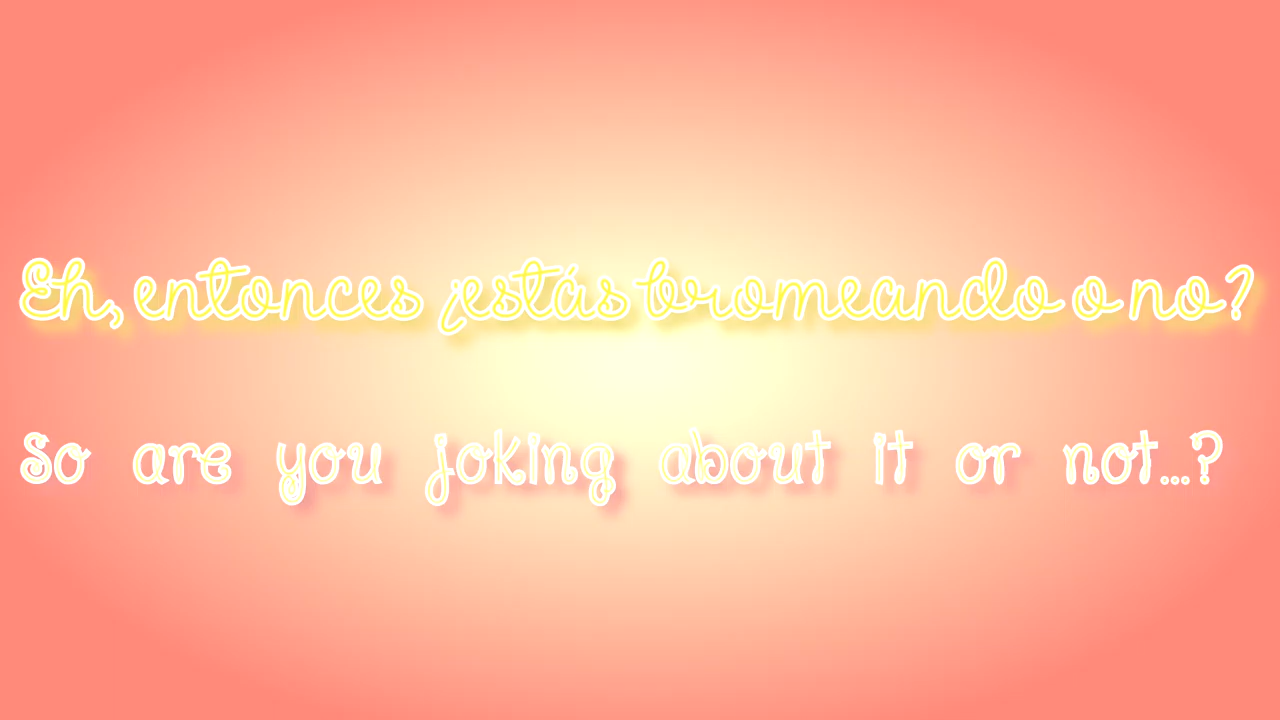 Eh, entonces ¿estás bromeando o no?
So are you joking about it or not...?